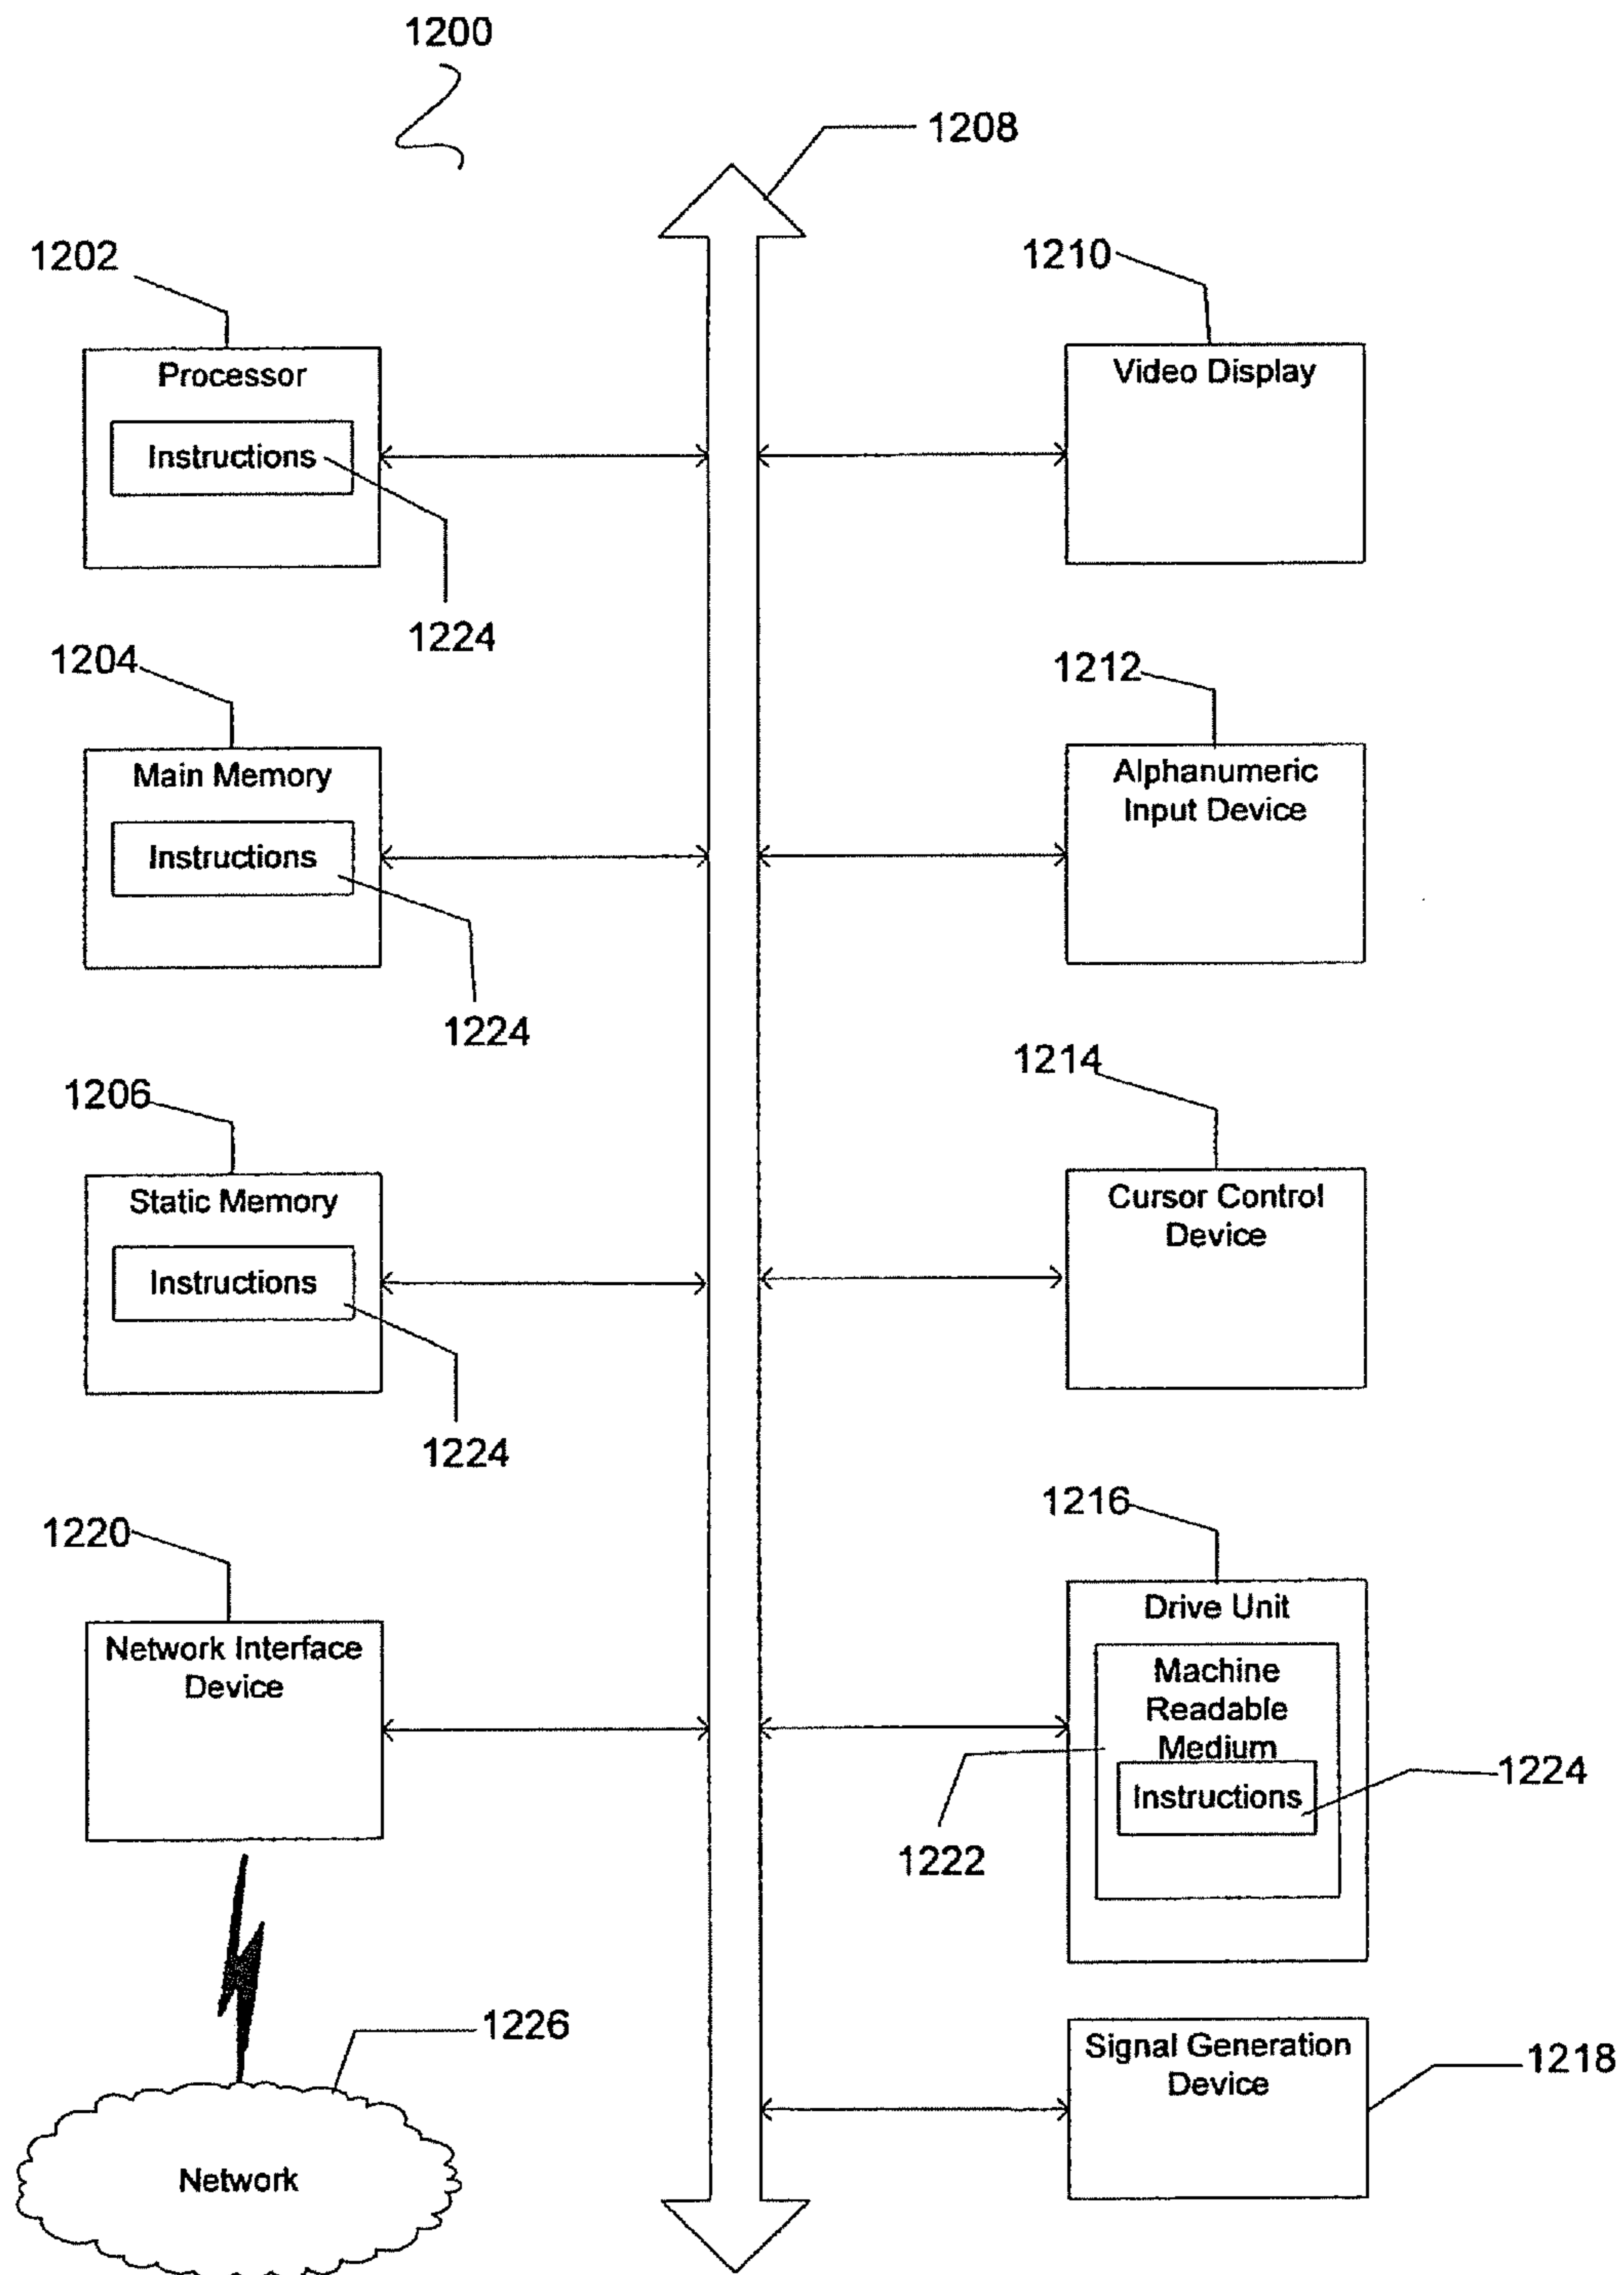 1200
1208
1202
1210
Processor
Instructions
1224
Video Display
1204
1212
Main Memory
Instructions
1224
Alphanumeric
Input Device
1206
1214
Static Memory
Instructions
1224
Cursor Control
Device
1220
1216
Network Interface
Device
Drive Unit
Machine
Readable
Medium
Instructions
1224
1222
1226
Network
Signal Generation
Device
1218